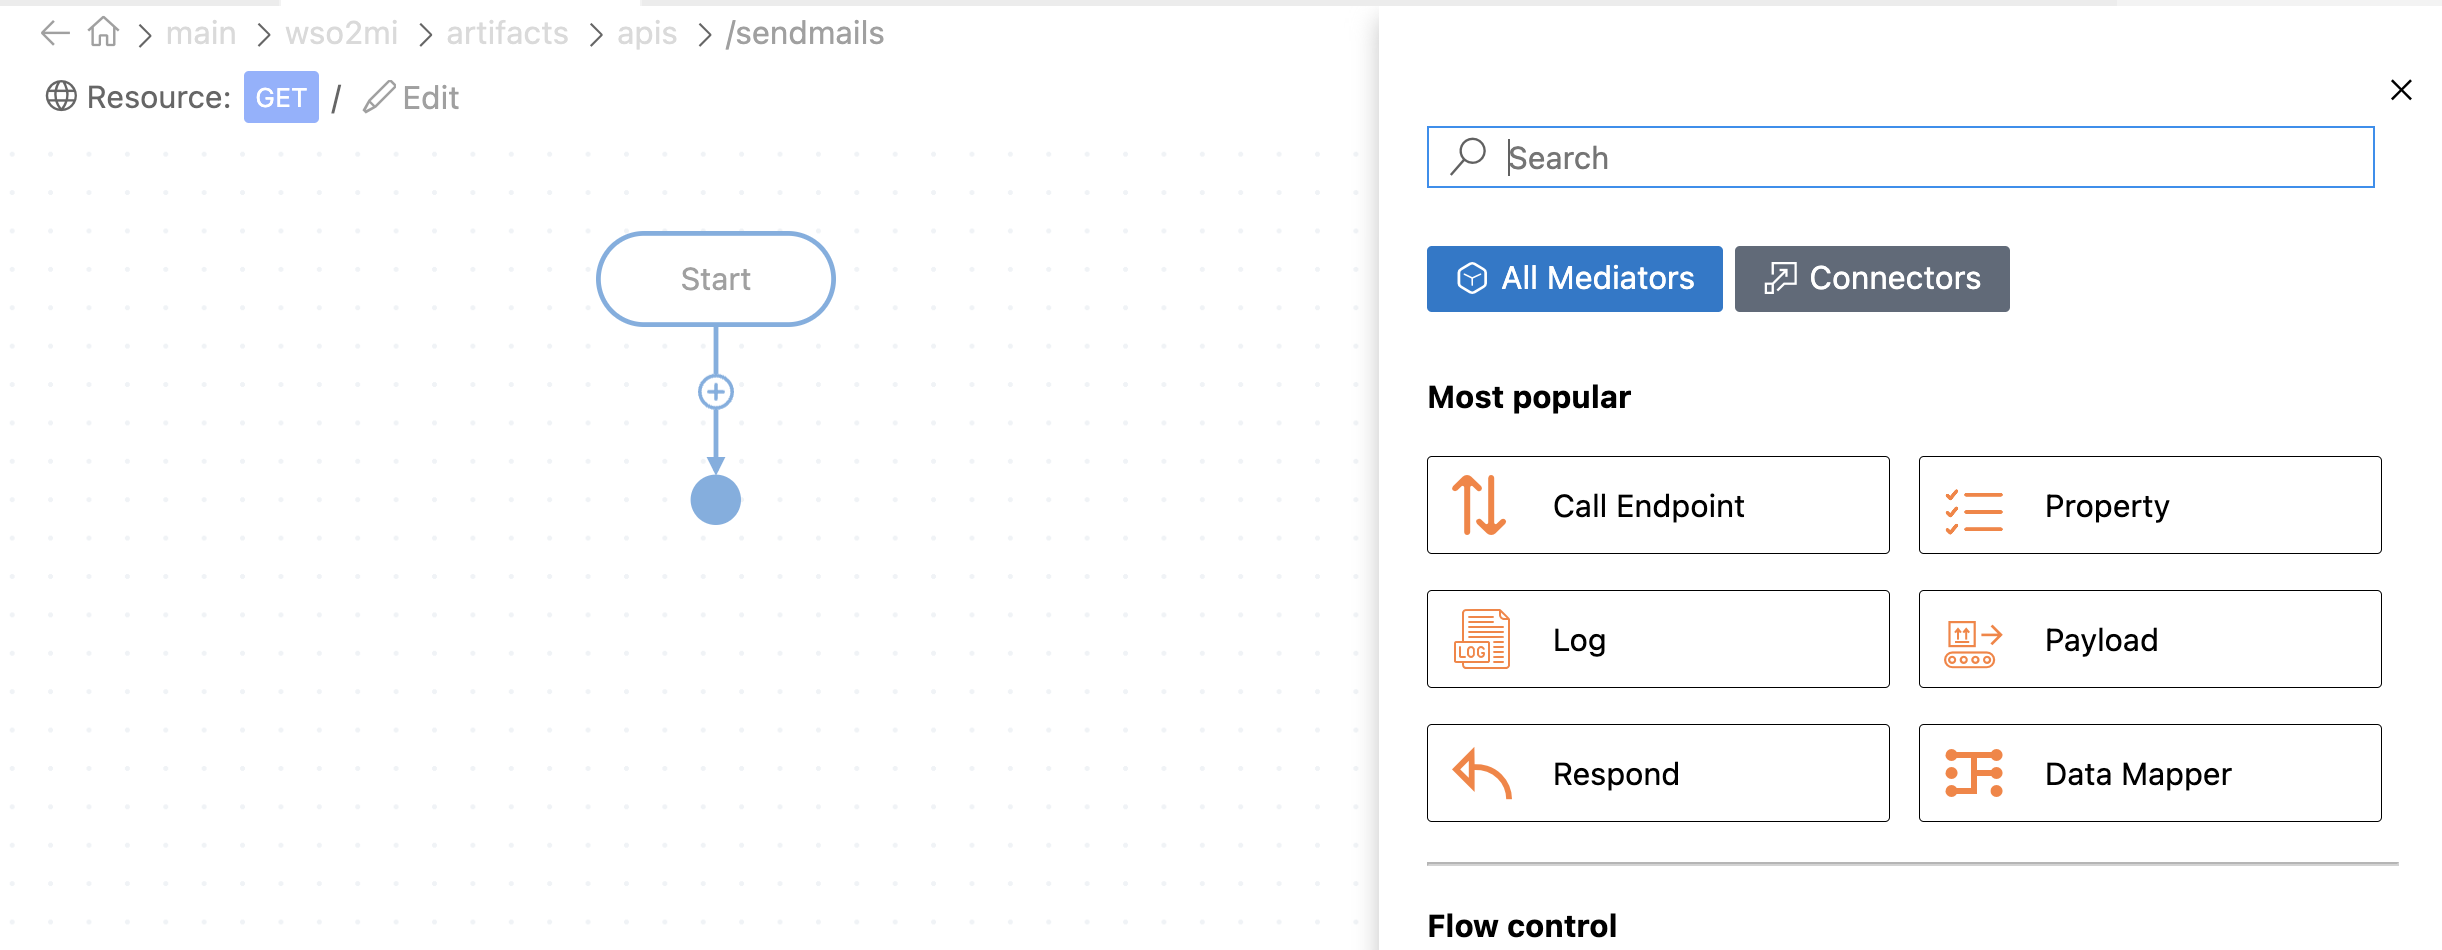 main wso2mi artifacts apis /sendmails
Resource: GET / Edit
Start
Search
All Mediators Connectors
Most popular
Call Endpoint Property
Log Payload
LOG
Respond Data Mapper
Flow control